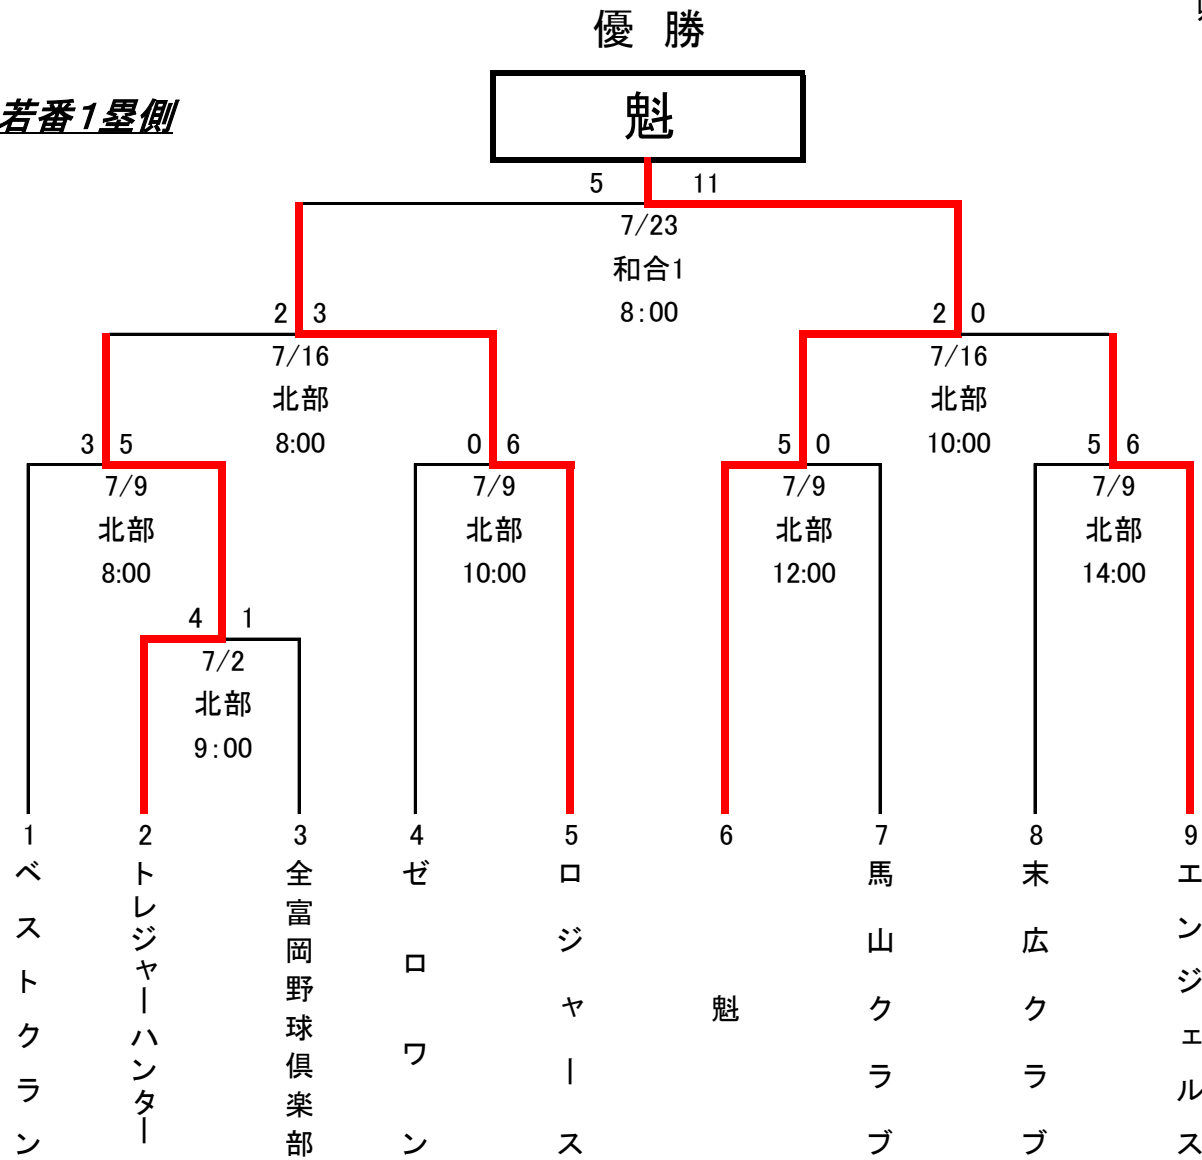 優 勝
若番１塁側
魁
5 11
7/23
和合1
8:00
2 3
7/16
北部
8:00
2 0
7/16
北部
10:00
3 5
7/9
北部
8:00
0 6
7/9
北部
10:00
5 0
7/9
北部
12:00
5 6
7/9
北部
14:00
4 1
7/2
北部
9:00
1
ベストクラン
2
トレジャーハンター
3
全富岡野球倶楽部
4
ゼロワン
5
ロジャース
6
魁
7
馬山クラブ
8
末広クラブ
9
エンジェルス